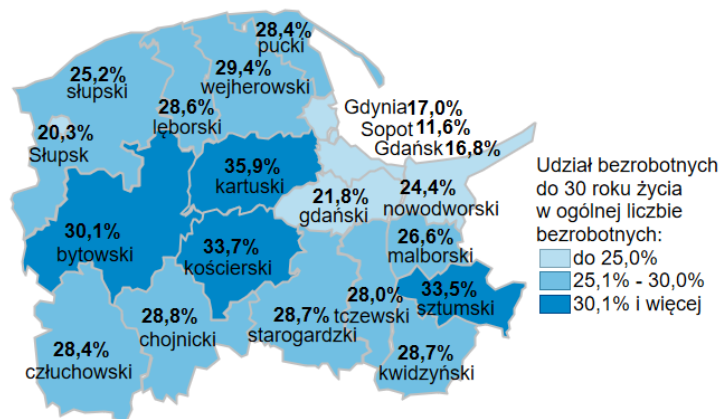 28,4%
pucki
25,2%
słupski
29,4%
wejherowski
28,6%
lęborski
Gdynia 17,0%
Sopot 11,6%
Gdańsk 16,8%
20,3%
Słupsk
35,9%
kartuski
21,8%
gdański
24,4%
nowodworski
30,1%
bytowski
33,7%
kościerski
26,6%
malborski
28,0%
tczewski
33,5%
sztumski
28,8%
chojnicki
28,7%
starogardzki
28,4%
człuchowski
28,7%
kwidzyński
Udział bezrobotnych
do 30 roku życia
w ogólnej liczbie
bezrobotnych:
do 25,0%
25,1% - 30,0%
30,1% i więcej